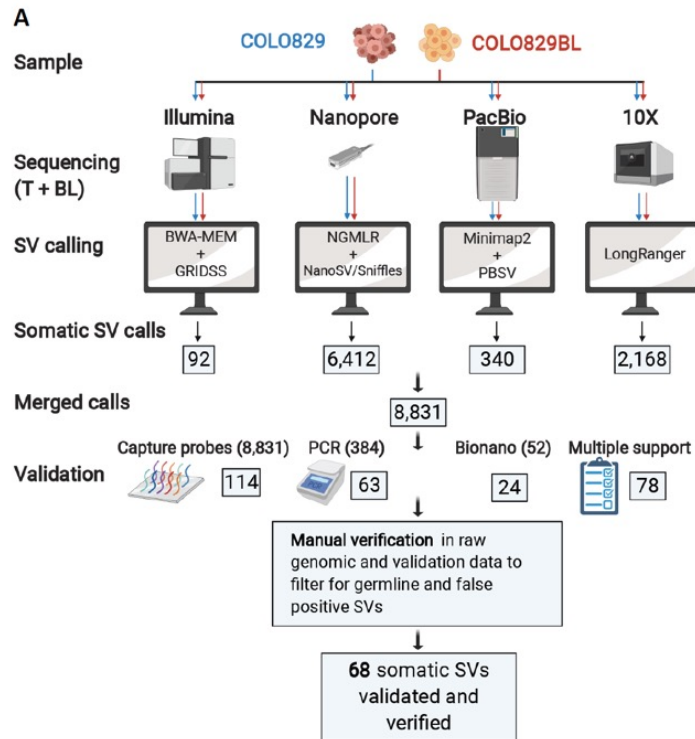 A
COLO829
COLO829BL
Sample
Illumina
Nanopore
PacBio
10X
Sequencing
(T + BL)
SV calling
BWA-MEM
+
GRIDSS
NGMLR
+
NanoSV/Sniffles
Minimap2
+
PBSV
LongRanger
Somatic SV calls
92
6,412
340
2,168
Merged calls
8,831
Capture probes (8,831)
PCR (384)
Bionano (52)
Multiple support
Validation
114
63
24
78
Manual verification in raw
genomic and validation data to
filter for germline and false
positive SVs
68 somatic SVs
validated and
verified